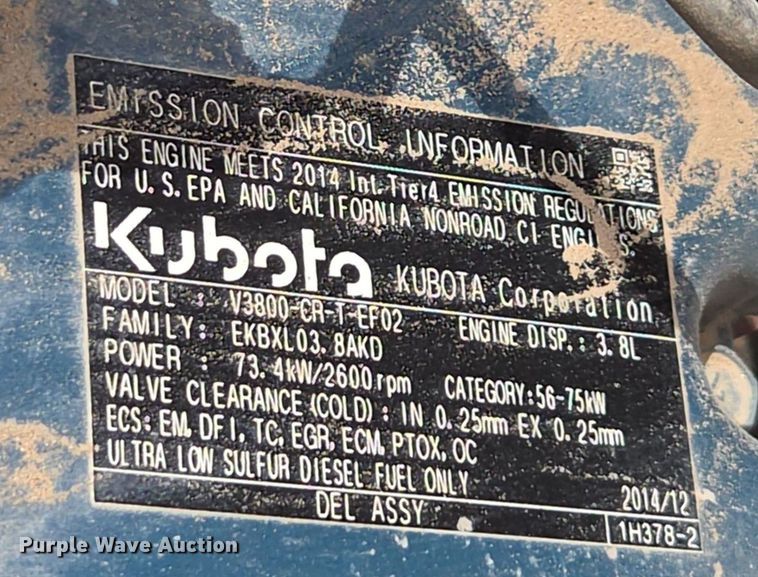 EMISSION CONTROL INFORMATION
THIS ENGINE MEETS 2014 Int.Tier4 EMISSION REGULATIONS
FOR U.S.EPA AND CALIFORNIA NONROAD CI ENGINES.
Kubota KUBOTA Corporation
MODEL : V3800-CR-T-EF02 ENGINE DISP.: 3.8L
FAMILY: EKBXL03.8AKD
POWER : 73.4kW/2600rpm CATEGORY:56-75kW
VALVE CLEARANCE(COLD): IN 0.25mm EX 0.25mm
ECS: EM, DFI, TC, EGR, ECM, PTOX, OC
ULTRA LOW SULFUR DIESEL FUEL ONLY
2014/12
DEL ASSY 1H378-2
Purple Wave Auction